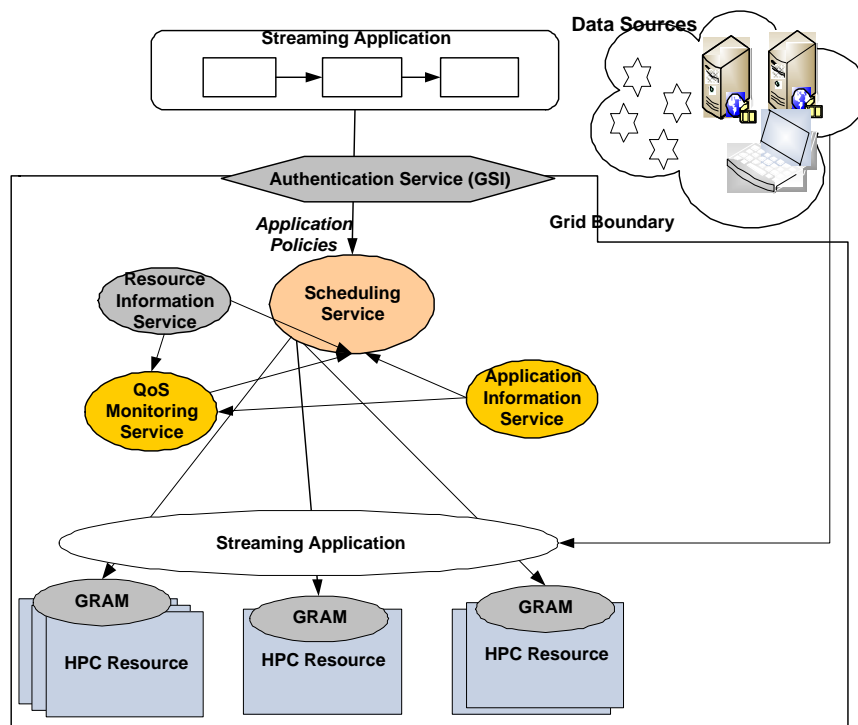 Streaming Application
Data Sources
Authentication Service (GSI)
Grid Boundary
Application
Policies
Resource
Information
Service
Scheduling
Service
QoS
Monitoring
Service
Application
Information
Service
Streaming Application
GRAM
HPC Resource
GRAM
HPC Resource
GRAM
HPC Resource